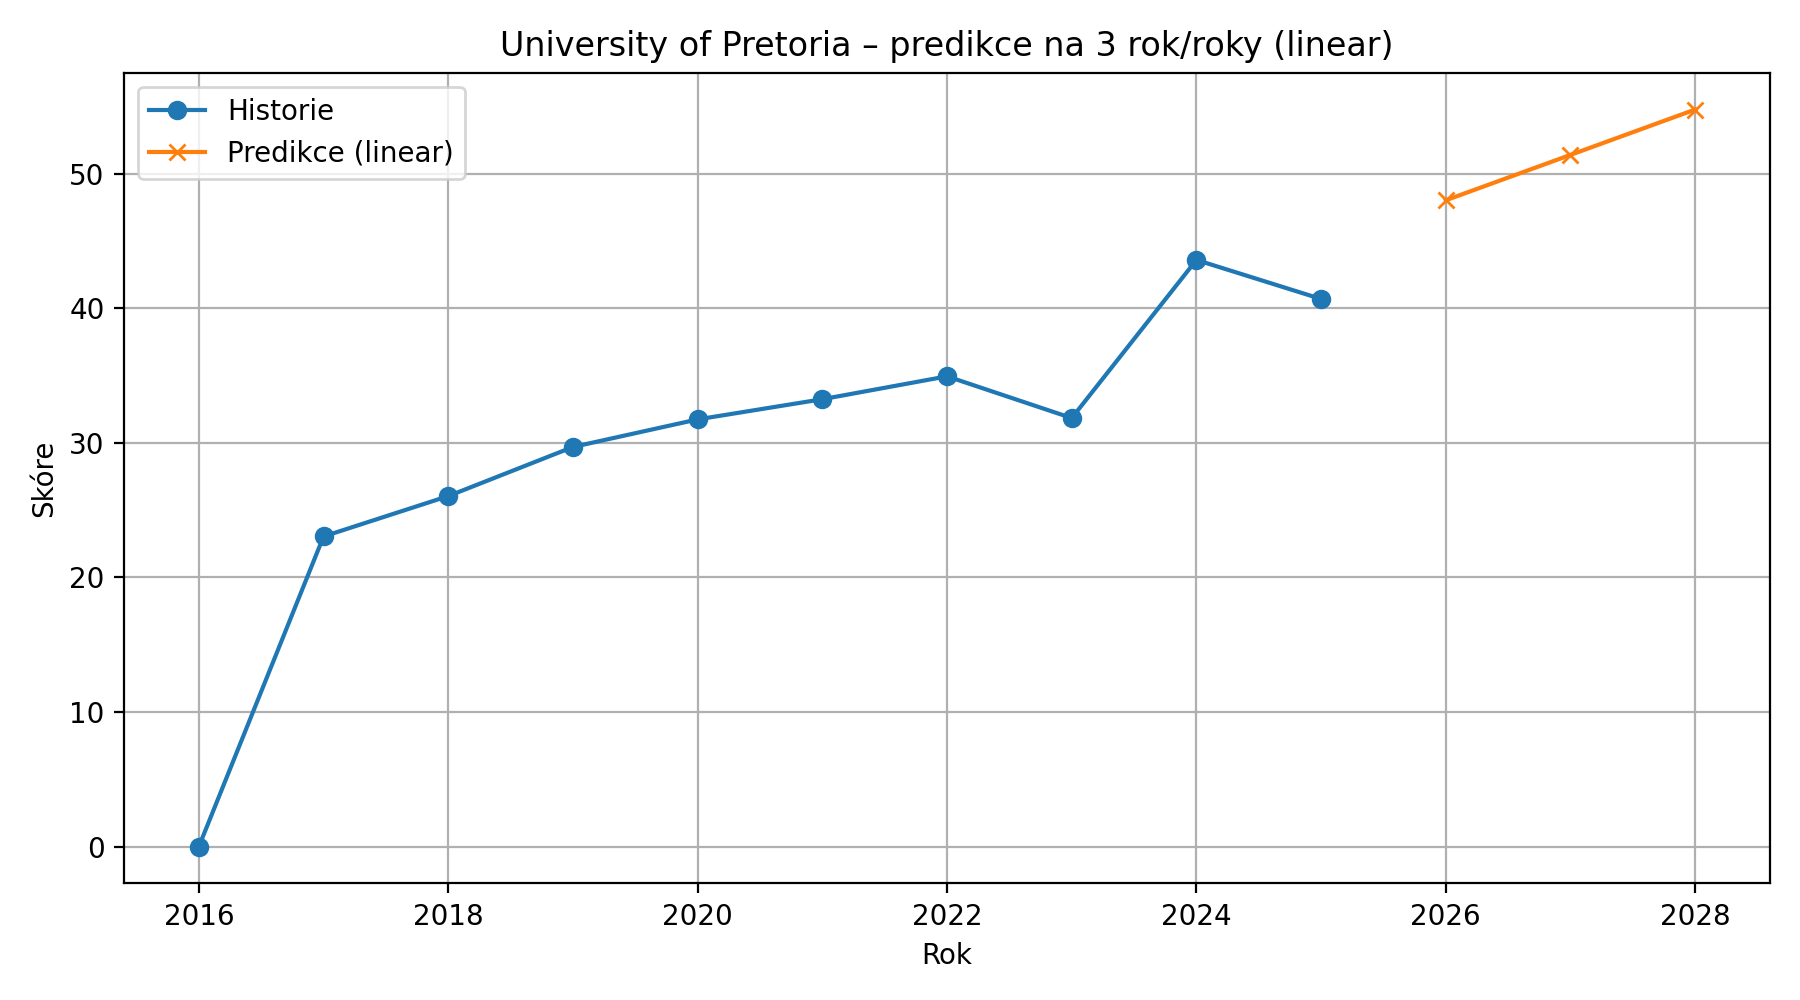 University of Pretoria – predikce na 3 rok/roky (linear)
Historie
Predikce (linear)
Skóre
50
40
30
20
10
0
2016 2018 2020 2022 2024 2026 2028
Rok